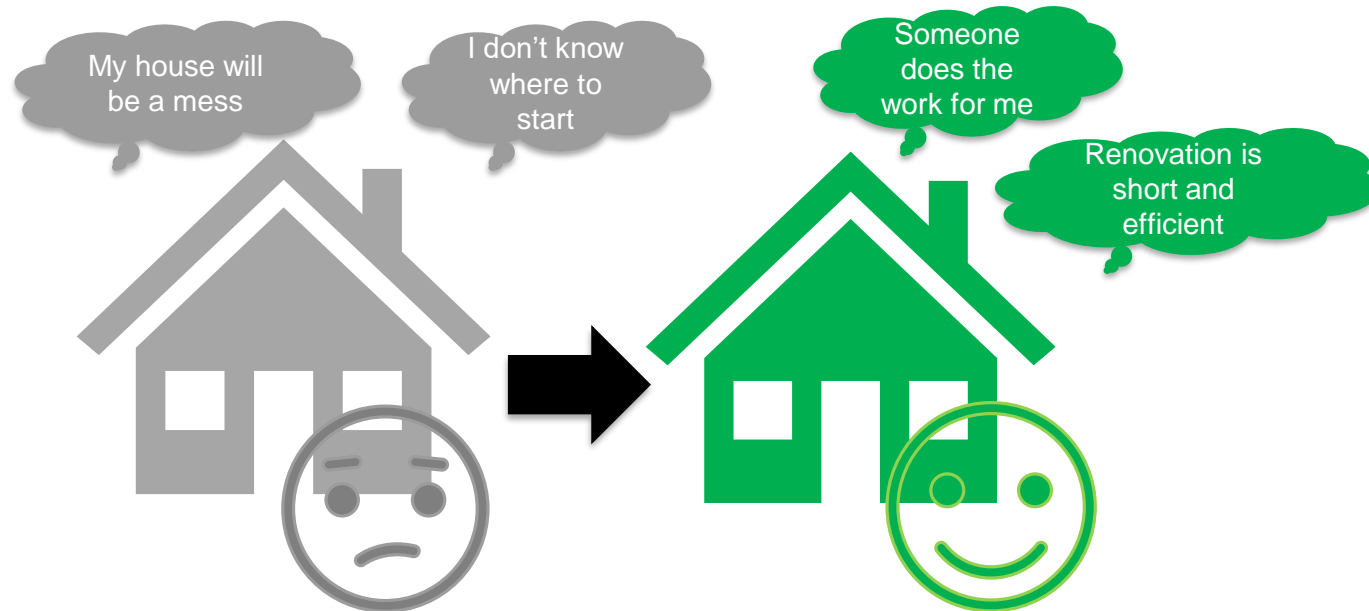 My house will
be a mess
I don’t know
where to
start
Someone
does the
work for me
Renovation is
short and
efficient